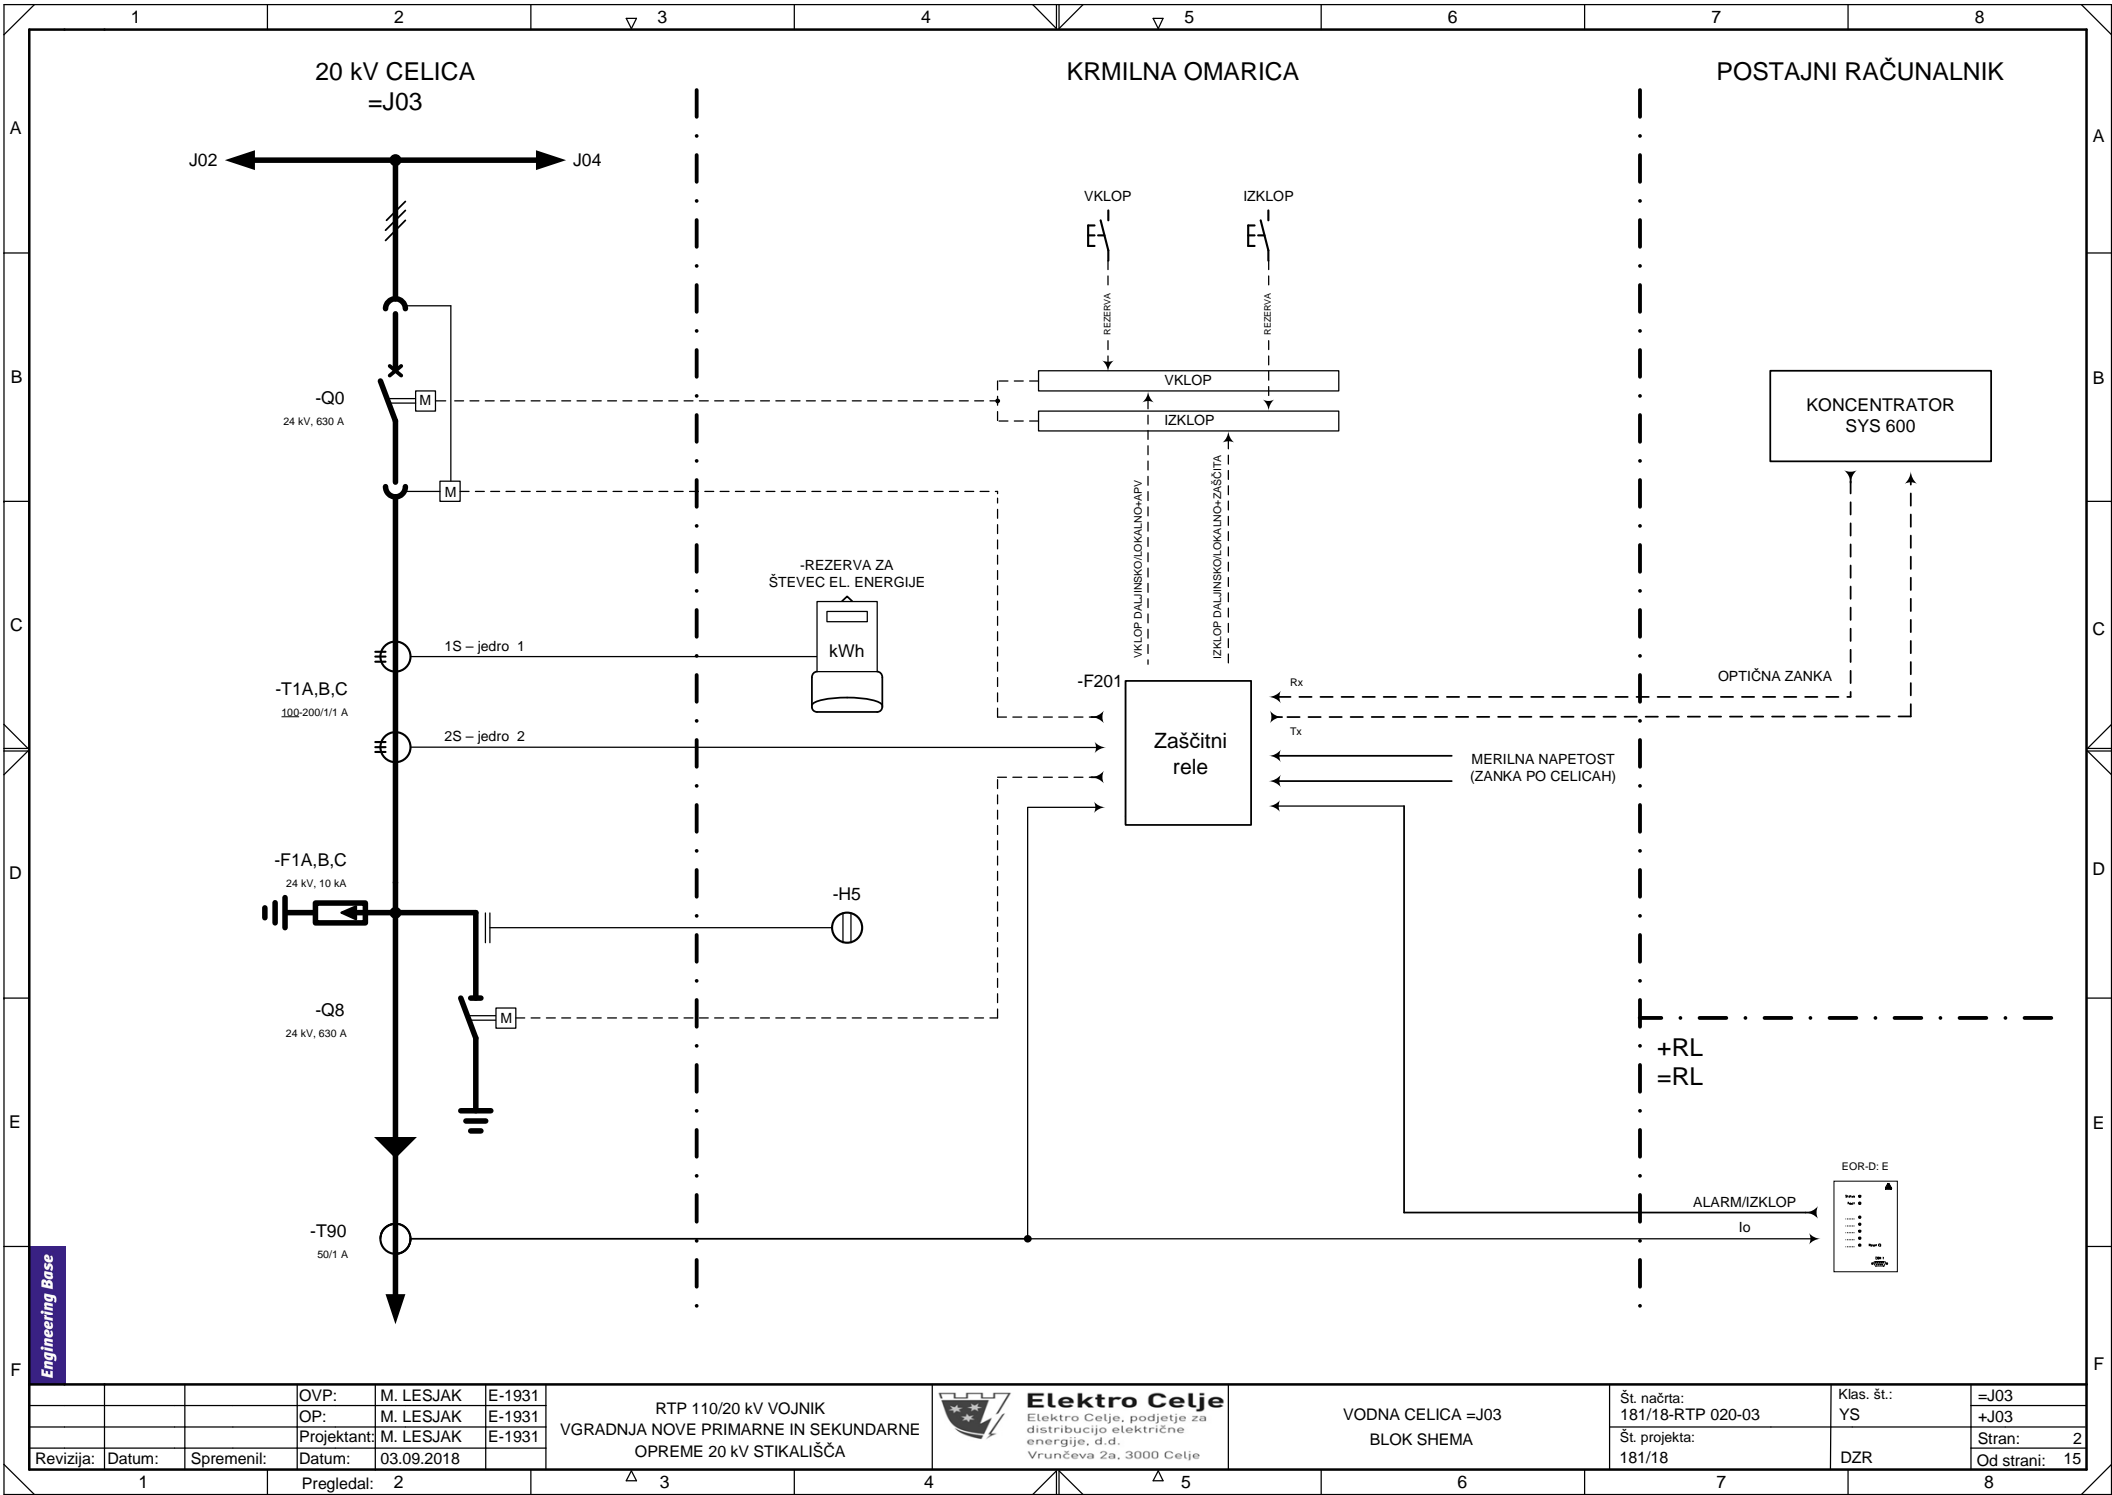 1 2 3 4 5 6 7 8
20 kV CELICA
=J03
KRMILNA OMARICA
POSTAJNI RAČUNALNIK
A
A
J02
J04
VKLOP
IZKLOP
REZERVA
REZERVA
B
B
VKLOP
IZKLOP
-Q0
24 kV, 630 A
M
M
KONCENTRATOR
SYS 600
VKLOP DALJINSKO/LOKALNO+APV
IZKLOP DALJINSKO/LOKALNO+ZAŠČITA
-REZERVA ZA
ŠTEVEC EL. ENERGIJE
kWh
C
C
1S – jedro 1
-T1A,B,C
100-200/1/1 A
2S – jedro 2
-F201
Zaščitni
rele
Rx
Tx
OPTIČNA ZANKA
MERILNA NAPETOST
(ZANKA PO CELICAH)
D
D
-F1A,B,C
24 kV, 10 kA
-H5
-Q8
24 kV, 630 A
M
+RL
=RL
E
E
EOR-D: E
ALARM/IZKLOP
Io
-T90
50/1 A
Engineering Base
F
F
OVP: M. LESJAK E-1931
OP: M. LESJAK E-1931
Projektant: M. LESJAK E-1931
Revizija: Datum: Spremenil: Datum: 03.09.2018
Pregledal:
RTP 110/20 kV VOJNIK
VGRADNJA NOVE PRIMARNE IN SEKUNDARNE
OPREME 20 kV STIKALIŠČA
Elektro Celje
Elektro Celje, podjetje za
distribucijo električne
energije, d.d.
Vrunčeva 2a, 3000 Celje
VODNA CELICA =J03
BLOK SHEMA
Št. načrta:
181/18-RTP 020-03
Št. projekta:
181/18
Klas. št.:
YS
DZR
=J03
+J03
Stran: 2
Od strani: 15
1 2 3 4 5 6 7 8